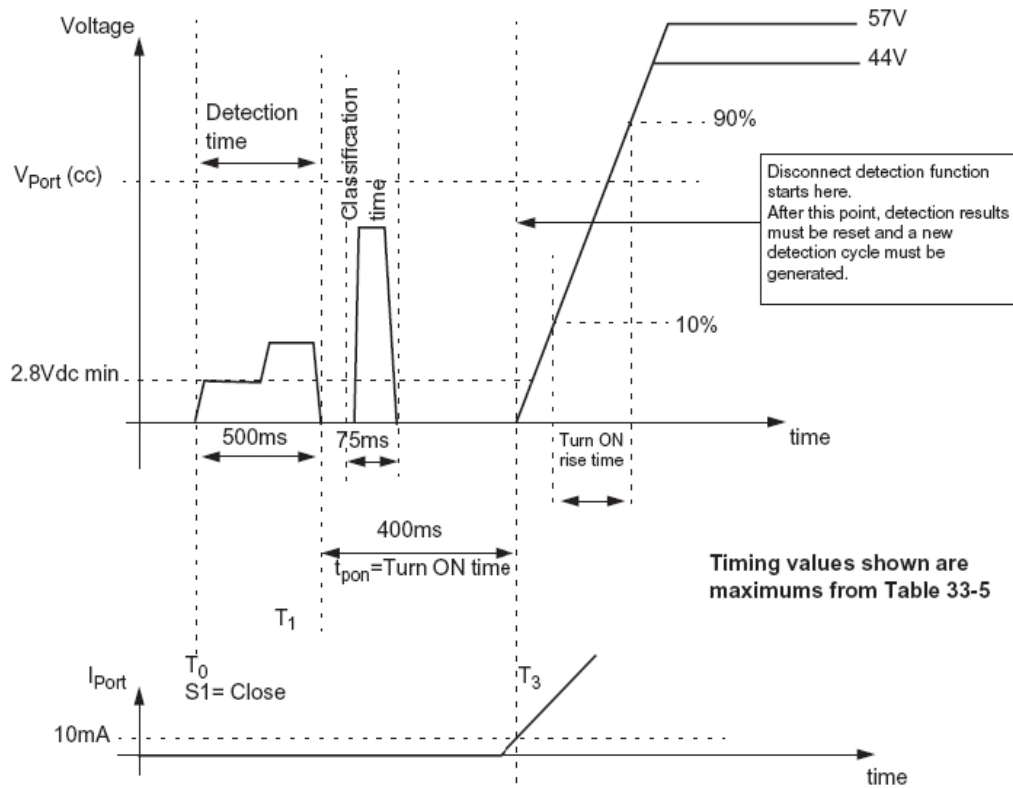 Voltage
57V
44V
Detection
time
Classification
time
90%
VPort (cc)
Disconnect detection function
starts here.
After this point, detection results
must be reset and a new
detection cycle must be
generated.
10%
2.8Vdc min
time
500ms
75ms
Turn ON
rise time
400ms
tpon=Turn ON time
Timing values shown are
maximums from Table 33-5
T1
T0
S1= Close
IPort
T3
10mA
time